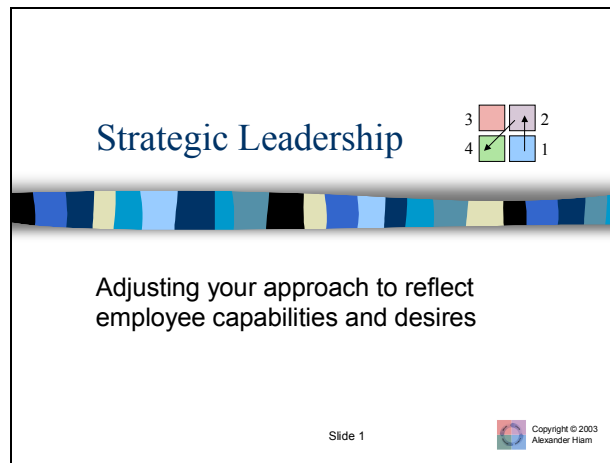 Strategic Leadership
3 2
4 1
Adjusting your approach to reflect
employee capabilities and desires
Slide 1
Copyright © 2003
Alexander Hiam